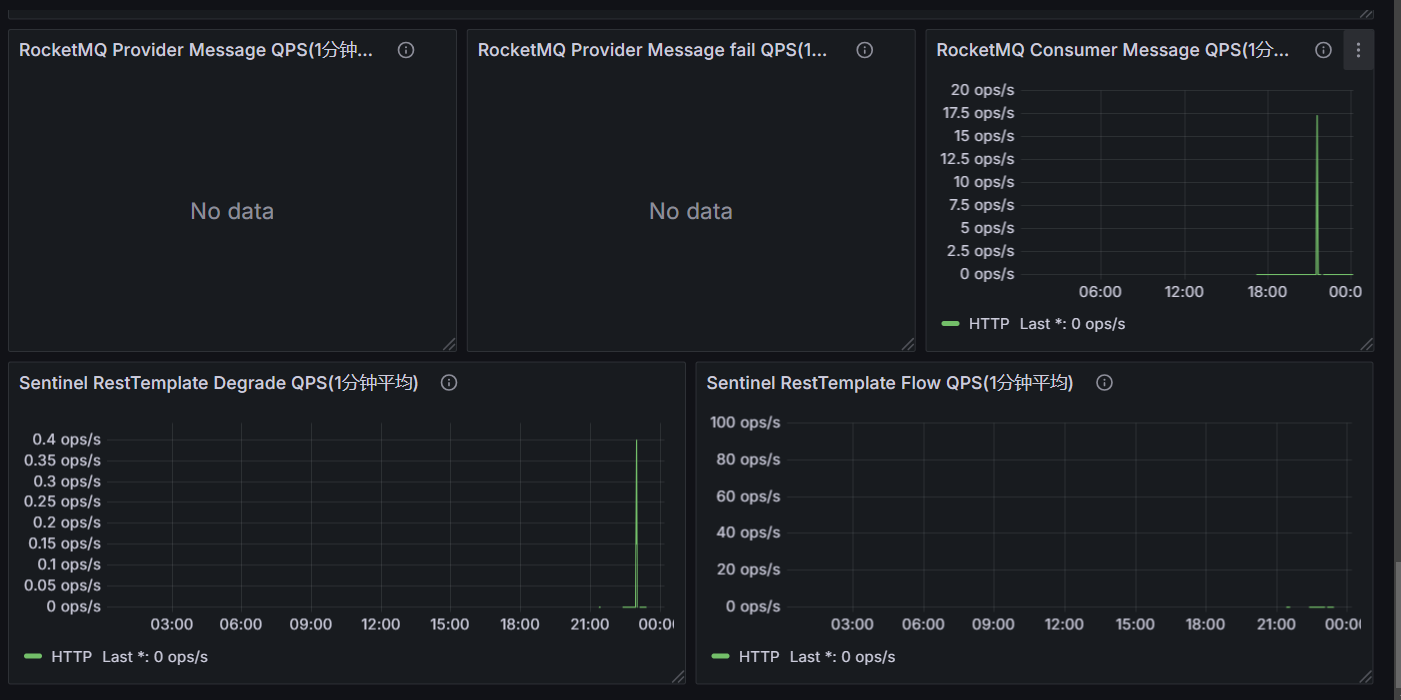 RocketMQ Provider Message QPS(1分钟...
RocketMQ Provider Message fail QPS(1...
RocketMQ Consumer Message QPS(1分...
No data
No data
20 ops/s
17.5 ops/s
15 ops/s
12.5 ops/s
10 ops/s
7.5 ops/s
5 ops/s
2.5 ops/s
0 ops/s
06:00 12:00 18:00 00:0
HTTP Last *: 0 ops/s
Sentinel RestTemplate Degrade QPS(1分钟平均)
0.4 ops/s
0.35 ops/s
0.3 ops/s
0.25 ops/s
0.2 ops/s
0.15 ops/s
0.1 ops/s
0.05 ops/s
0 ops/s
03:00 06:00 09:00 12:00 15:00 18:00 21:00 00:0
HTTP Last *: 0 ops/s
Sentinel RestTemplate Flow QPS(1分钟平均)
100 ops/s
80 ops/s
60 ops/s
40 ops/s
20 ops/s
0 ops/s
03:00 06:00 09:00 12:00 15:00 18:00 21:00 00:0
HTTP Last *: 0 ops/s